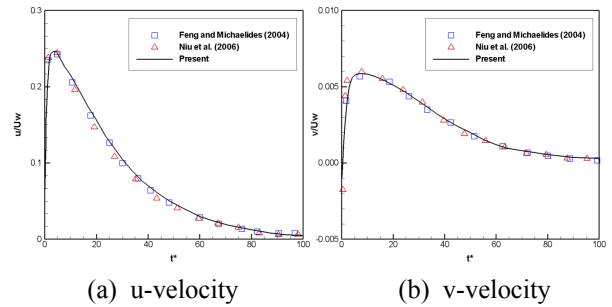 Feng and Michaelides (2004)
Niu et al. (2006)
Present
u/Uw
0.3
0.2
0.1
0
0 20 40 60 80 100
t*
(a) u-velocity
Feng and Michaelides (2004)
Niu et al. (2006)
Present
v/Uw
0.010
0.005
0.000
-0.005
0 20 40 60 80 100
t*
(b) v-velocity